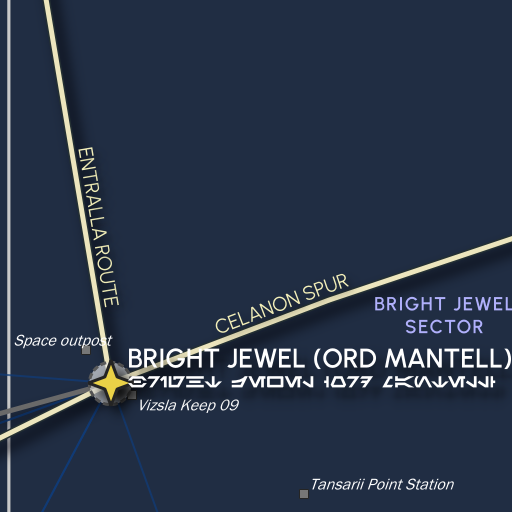 ENTRALLA ROUTE
CELANON SPUR
BRIGHT JEWEL
SECTOR
Space outpost
BRIGHT JEWEL (ORD MANTELL)
Vizsla Keep 09
Tansarii Point Station